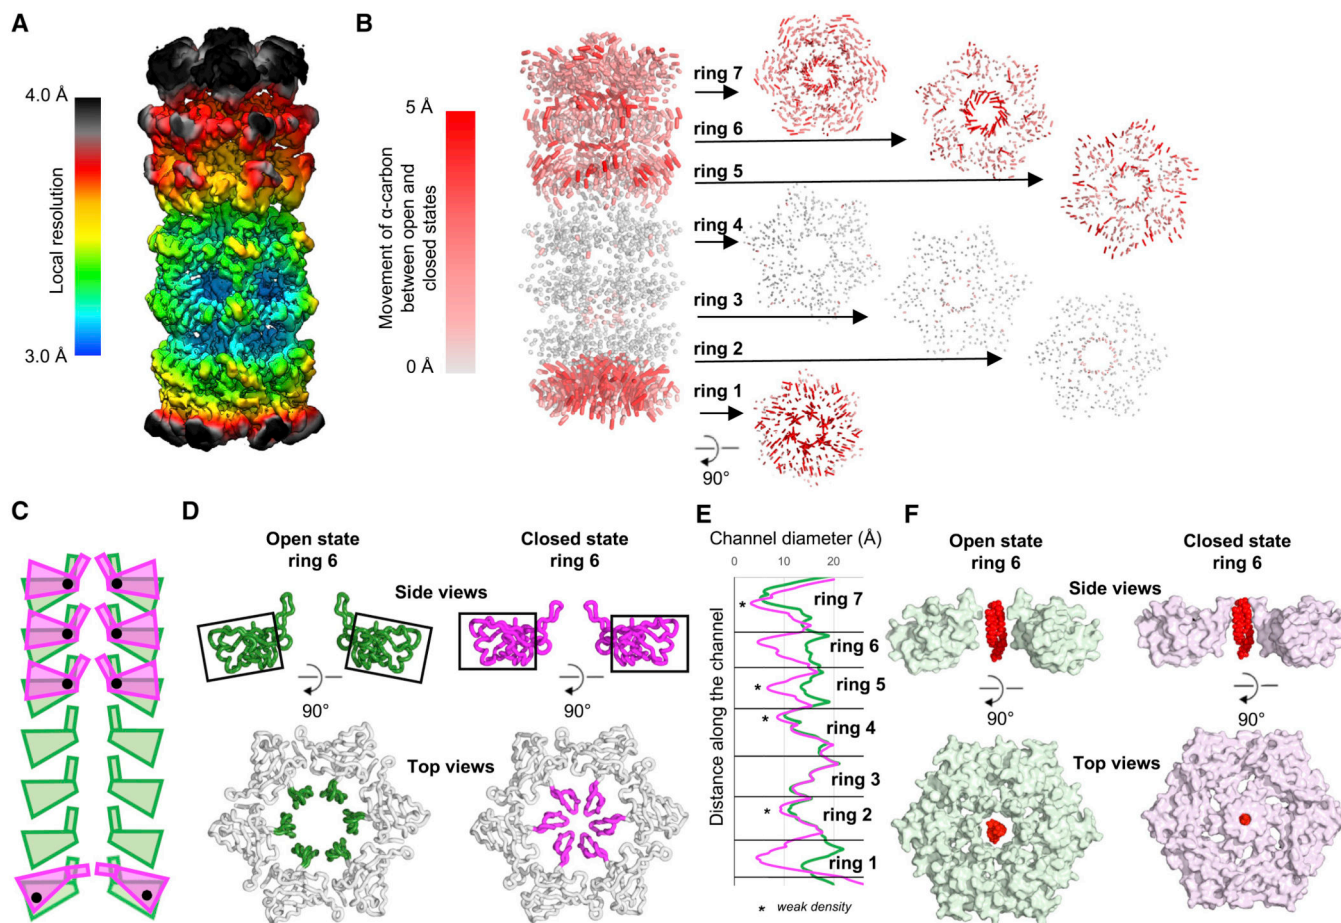 A
4.0 Å
Local resolution
3.0 Å
B
5 Å
Movement of α-carbon
between open and
closed states
0 Å
ring 7
ring 6
ring 5
ring 4
ring 3
ring 2
ring 1
90°
C
D
Open state
ring 6
Closed state
ring 6
Side views
90°
90°
Top views
E
Channel diameter (Å)
0 10 20
Distance along the channel
* ring 7
ring 6
* ring 5
* ring 4
ring 3
* ring 2
ring 1
* weak density
F
Open state
ring 6
Closed state
ring 6
Side views
90°
90°
Top views